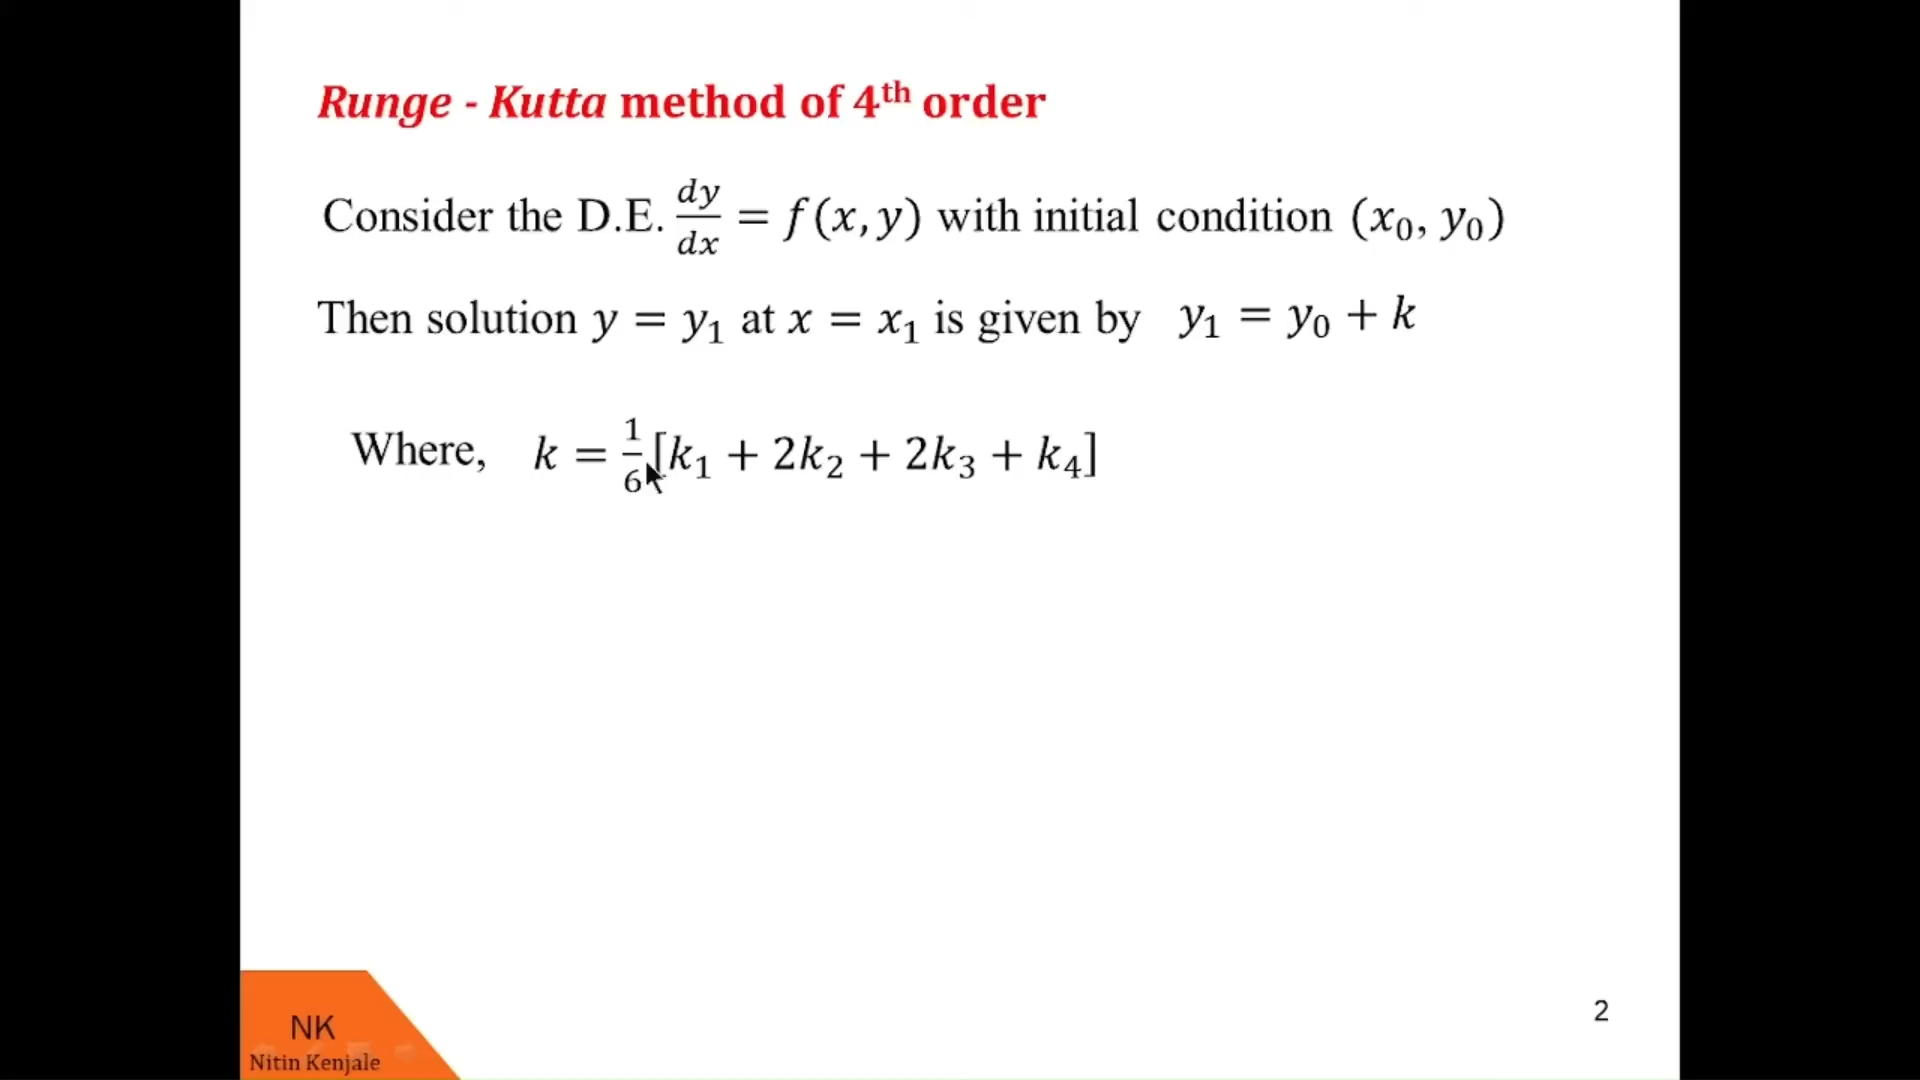 Runge - Kutta method of 4th order
Consider the D.E. dy/dx = f(x, y) with initial condition (x₀, y₀)
Then solution y = y₁ at x = x₁ is given by y₁ = y₀ + k
Where, k = 1/6 [k₁ + 2k₂ + 2k₃ + k₄]
2
NK
Nitin Kenjale